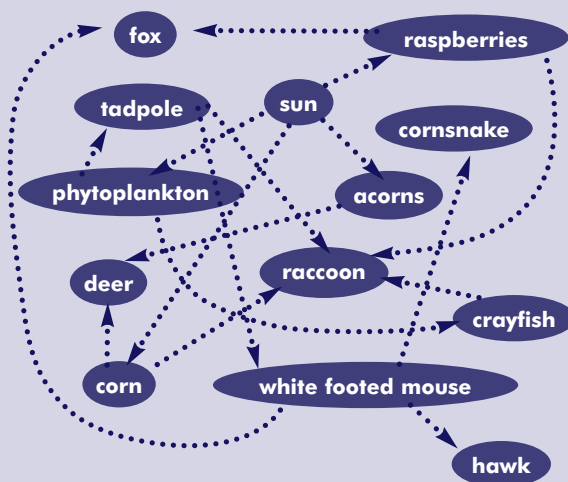 fox
raspberries
tadpole
sun
cornsnake
phytoplankton
acorns
deer
raccoon
crayfish
corn
white footed mouse
hawk